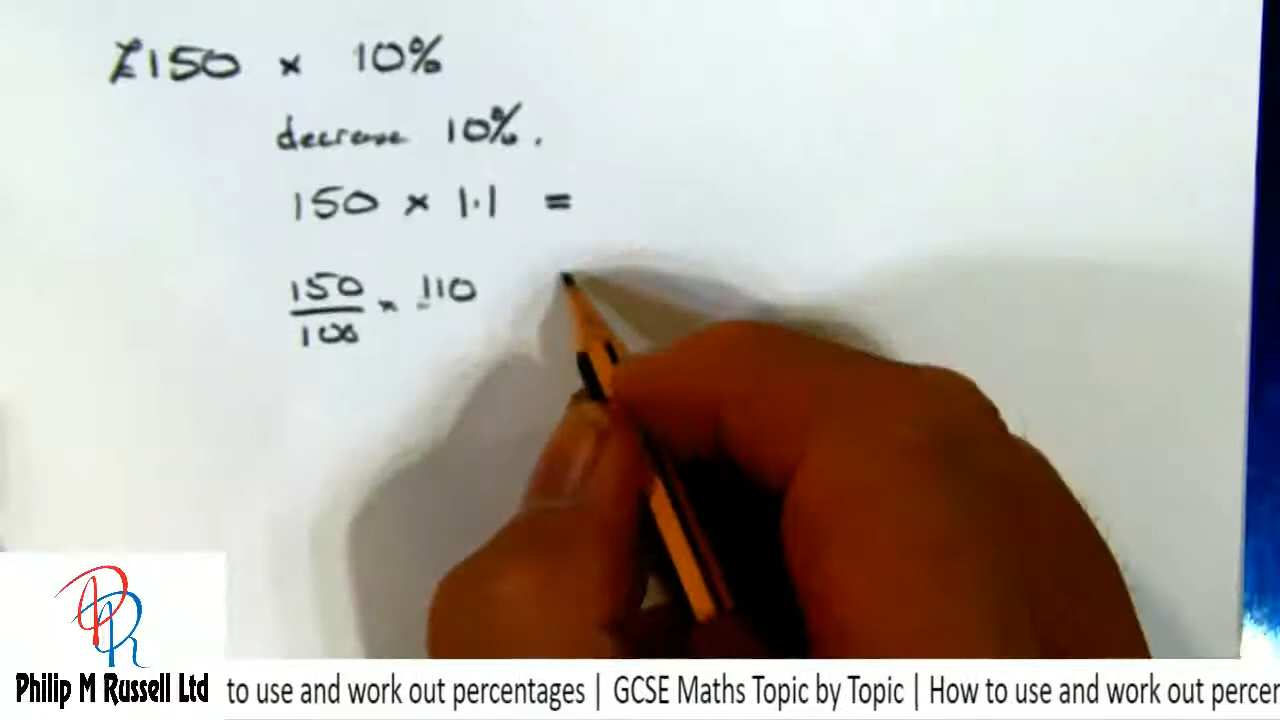 £150 × 10%
decrease 10%.
150 × 1.1 =
150/100 × 110
Philip M Russell Ltd
to use and work out percentages | GCSE Maths Topic by Topic | How to use and work out percer